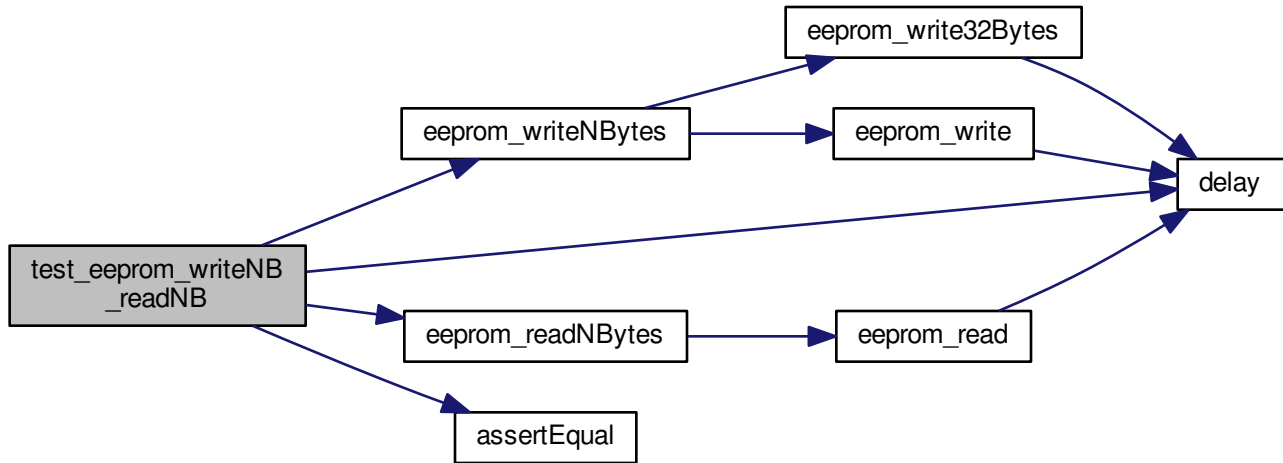 eeprom_write32Bytes
eeprom_writeNBytes
eeprom_write
delay
test_eeprom_writeNB
_readNB
eeprom_readNBytes
eeprom_read
assertEqual